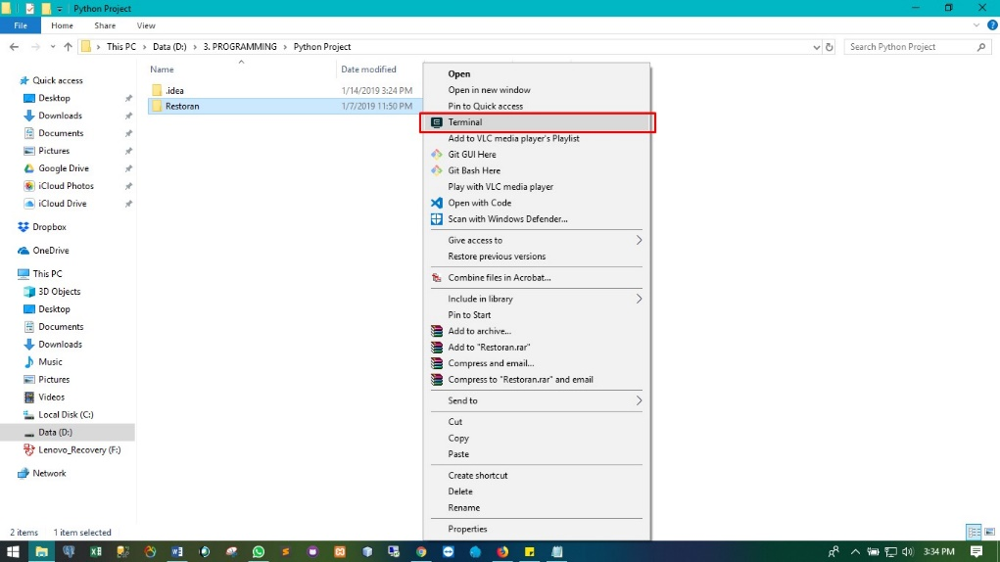 Python Project
File Home Share View
This PC Data (D:) 3. PROGRAMMING Python Project
Search Python Project
Name Date modified
.idea 1/14/2019 3:24 PM
Restoran 1/7/2019 11:50 PM
Quick access
Desktop
Downloads
Documents
Pictures
Google Drive
iCloud Photos
iCloud Drive
Dropbox
OneDrive
This PC
3D Objects
Desktop
Documents
Downloads
Music
Pictures
Videos
Local Disk (C:)
Data (D:)
Lenovo_Recovery (F:)
Network
Open
Open in new window
Pin to Quick access
Terminal
Add to VLC media player's Playlist
Git GUI Here
Git Bash Here
Play with VLC media player
Open with Code
Scan with Windows Defender...
Give access to
Restore previous versions
Combine files in Acrobat...
Include in library
Pin to Start
Add to archive...
Add to "Restoran.rar"
Compress and email...
Compress to "Restoran.rar" and email
Send to
Cut
Copy
Paste
Create shortcut
Delete
Rename
Properties
2 items 1 item selected
3:34 PM